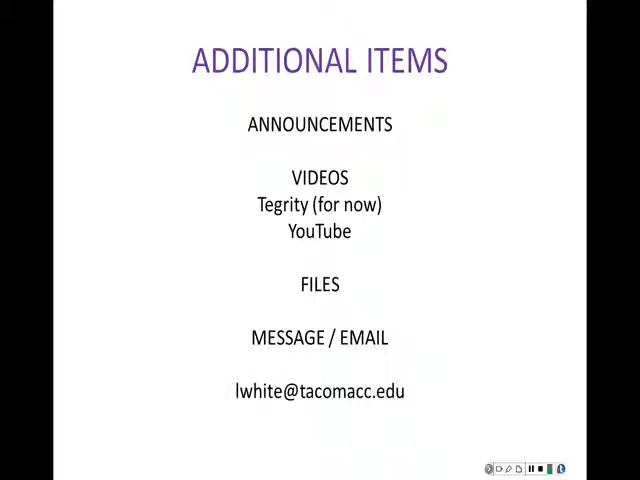 ADDITIONAL ITEMS
ANNOUNCEMENTS
VIDEOS
Tegrity (for now)
YouTube
FILES
MESSAGE / EMAIL
lwhite@tacomacc.edu